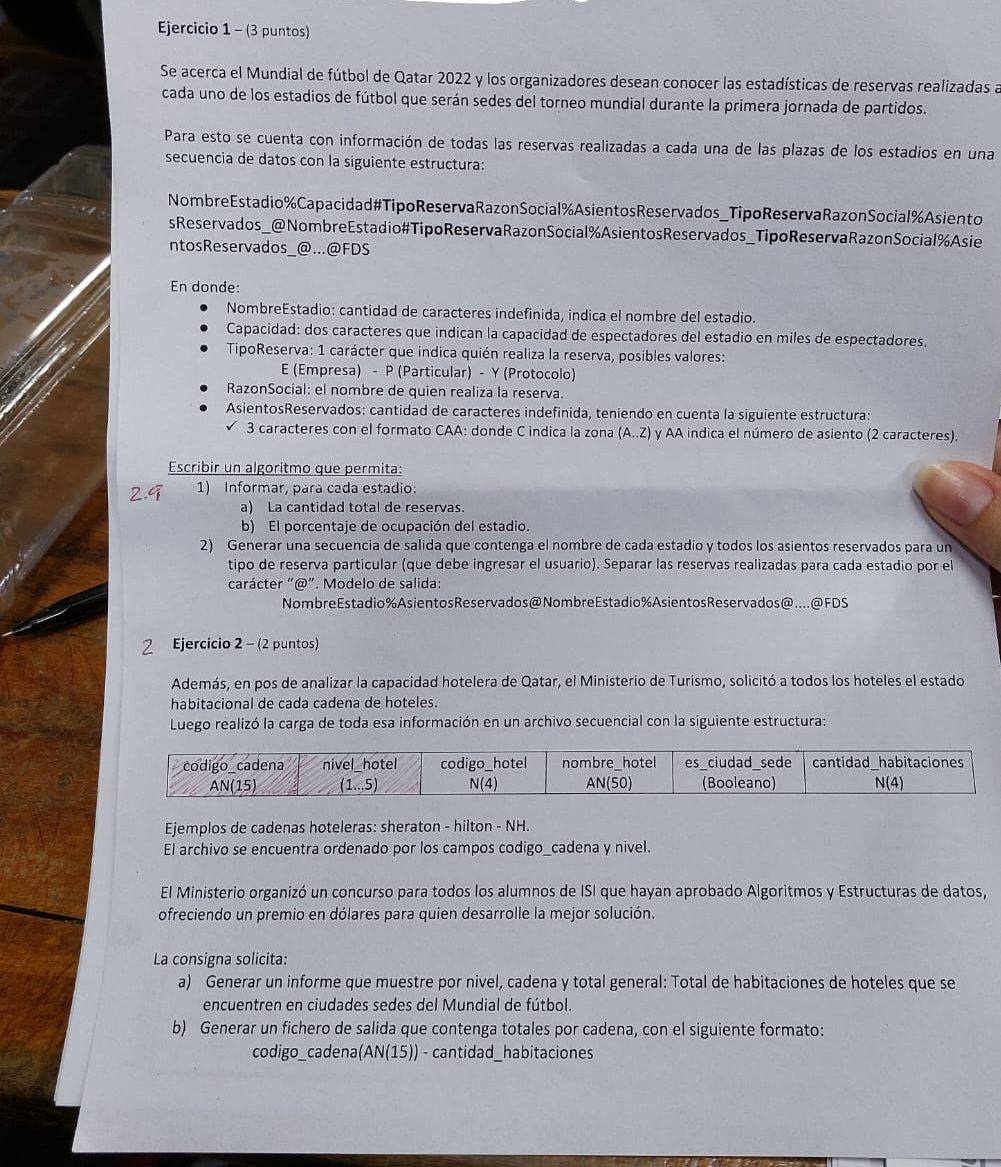 Ejercicio 1 – (3 puntos)
Se acerca el Mundial de fútbol de Qatar 2022 y los organizadores desean conocer las estadísticas de reservas realizadas a
cada uno de los estadios de fútbol que serán sedes del torneo mundial durante la primera jornada de partidos.
Para esto se cuenta con información de todas las reservas realizadas a cada una de las plazas de los estadios en una
secuencia de datos con la siguiente estructura:
NombreEstadio%Capacidad#TipoReservaRazonSocial%AsientosReservados_TipoReservaRazonSocial%Asiento
sReservados_@NombreEstadio#TipoReservaRazonSocial%AsientosReservados_TipoReservaRazonSocial%Asie
ntosReservados_@...@FDS
En donde:
• NombreEstadio: cantidad de caracteres indefinida, indica el nombre del estadio.
• Capacidad: dos caracteres que indican la capacidad de espectadores del estadio en miles de espectadores.
• TipoReserva: 1 carácter que indica quién realiza la reserva, posibles valores:
E (Empresa) - P (Particular) - Y (Protocolo)
• RazonSocial: el nombre de quien realiza la reserva.
• AsientosReservados: cantidad de caracteres indefinida, teniendo en cuenta la siguiente estructura:
✓ 3 caracteres con el formato CAA: donde C indica la zona (A..Z) y AA indica el número de asiento (2 caracteres).
Escribir un algoritmo que permita:
2.9 1) Informar, para cada estadio:
a) La cantidad total de reservas.
b) El porcentaje de ocupación del estadio.
2) Generar una secuencia de salida que contenga el nombre de cada estadio y todos los asientos reservados para un
tipo de reserva particular (que debe ingresar el usuario). Separar las reservas realizadas para cada estadio por el
carácter "@". Modelo de salida:
NombreEstadio%AsientosReservados@NombreEstadio%AsientosReservados@....@FDS
2 Ejercicio 2 – (2 puntos)
Además, en pos de analizar la capacidad hotelera de Qatar, el Ministerio de Turismo, solicitó a todos los hoteles el estado
habitacional de cada cadena de hoteles.
Luego realizó la carga de toda esa información en un archivo secuencial con la siguiente estructura:
codigo_cadena nivel_hotel codigo_hotel nombre_hotel es_ciudad_sede cantidad_habitaciones
AN(15) (1...5) N(4) AN(50) (Booleano) N(4)
Ejemplos de cadenas hoteleras: sheraton - hilton - NH.
El archivo se encuentra ordenado por los campos codigo_cadena y nivel.
El Ministerio organizó un concurso para todos los alumnos de ISI que hayan aprobado Algoritmos y Estructuras de datos,
ofreciendo un premio en dólares para quien desarrolle la mejor solución.
La consigna solicita:
a) Generar un informe que muestre por nivel, cadena y total general: Total de habitaciones de hoteles que se
encuentren en ciudades sedes del Mundial de fútbol.
b) Generar un fichero de salida que contenga totales por cadena, con el siguiente formato:
codigo_cadena(AN(15)) - cantidad_habitaciones